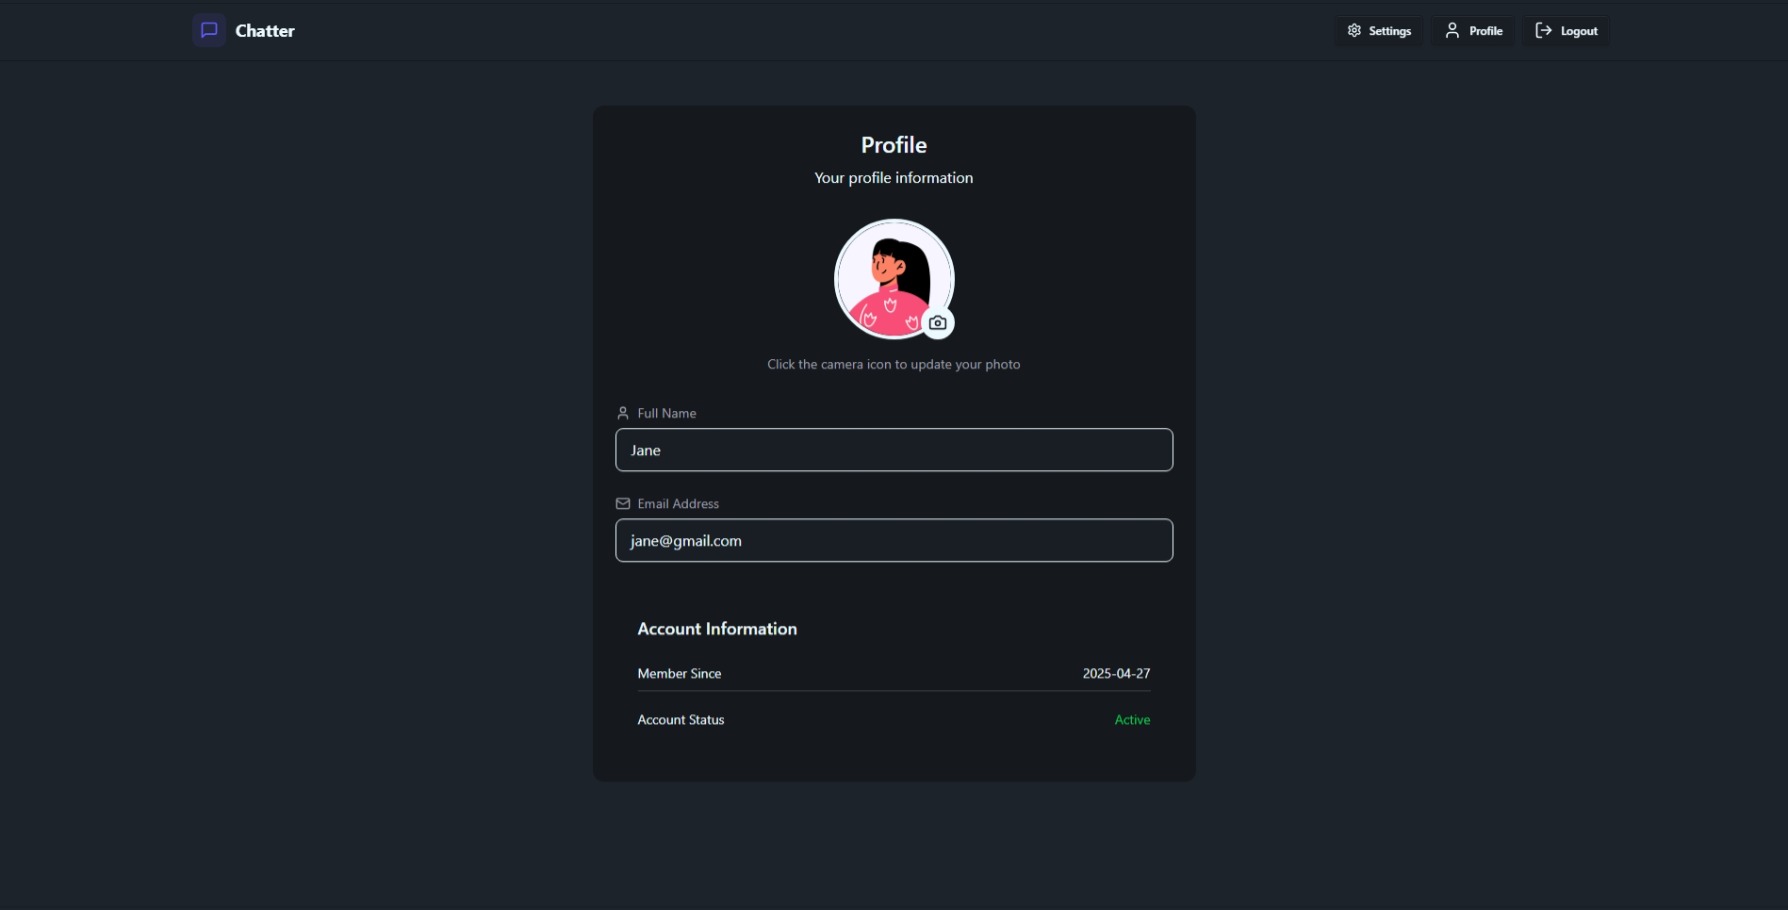 Chatter
Settings
Profile
Logout
Profile
Your profile information
Click the camera icon to update your photo
Full Name
Jane
Email Address
jane@gmail.com
Account Information
Member Since 2025-04-27
Account Status Active